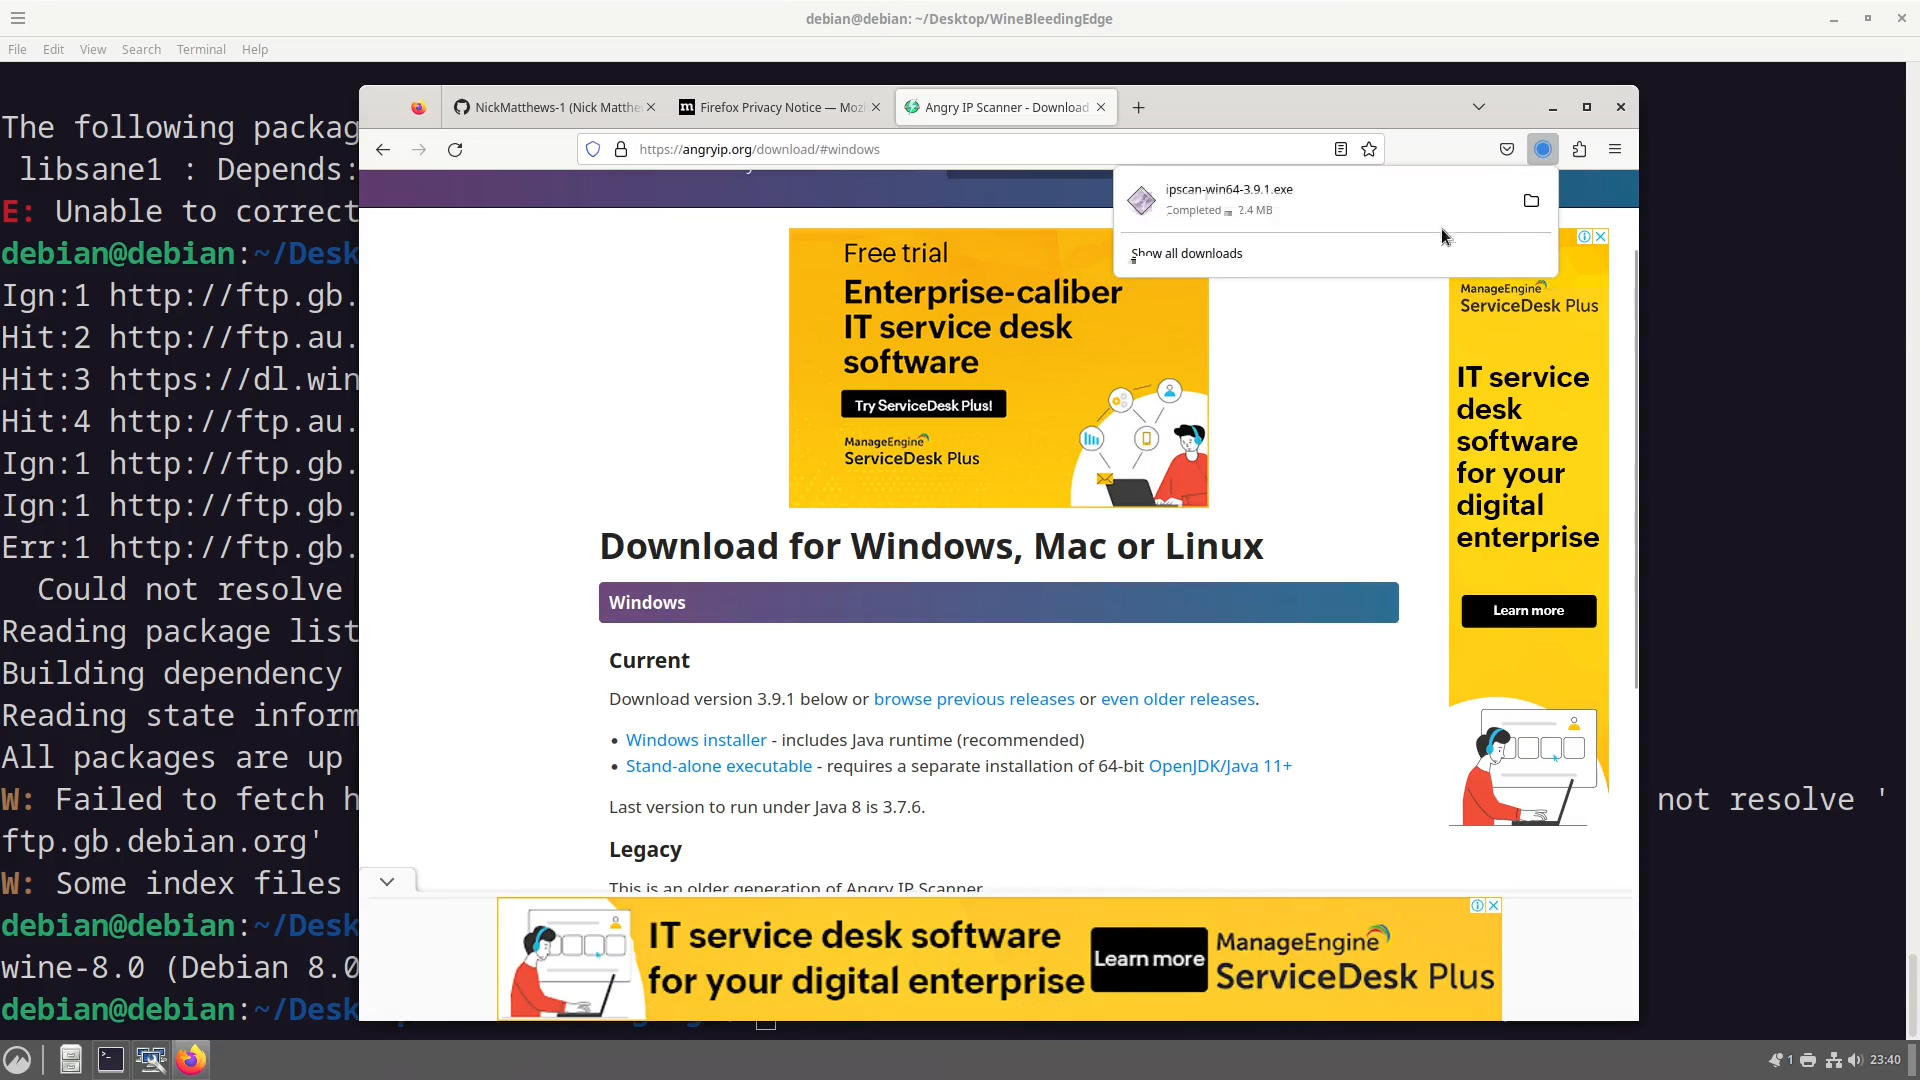 debian@debian: ~/Desktop/WineBleedingEdge
File Edit View Search Terminal Help
The following packag
libsane1 : Depends:
E: Unable to correct
debian@debian:~/Desk
Ign:1 http://ftp.gb.
Hit:2 http://ftp.au.
Hit:3 https://dl.win
Hit:4 http://ftp.au.
Ign:1 http://ftp.gb.
Ign:1 http://ftp.gb.
Err:1 http://ftp.gb.
Could not resolve
Reading package list
Building dependency
Reading state inform
All packages are up
W: Failed to fetch h
not resolve '
ftp.gb.debian.org'
W: Some index files
debian@debian:~/Desk
wine-8.0 (Debian 8.0
debian@debian:~/Desk
NickMatthews-1 (Nick Matthe
Firefox Privacy Notice — Mozi
Angry IP Scanner - Download
https://angryip.org/download/#windows
ipscan-win64-3.9.1.exe
Completed 2.4 MB
Show all downloads
Free trial
Enterprise-caliber
IT service desk
software
Try ServiceDesk Plus!
ManageEngine
ServiceDesk Plus
ManageEngine
ServiceDesk Plus
IT service
desk
software
for your
digital
enterprise
Learn more
Download for Windows, Mac or Linux
Windows
Current
Download version 3.9.1 below or browse previous releases or even older releases.
• Windows installer - includes Java runtime (recommended)
• Stand-alone executable - requires a separate installation of 64-bit OpenJDK/Java 11+
Last version to run under Java 8 is 3.7.6.
Legacy
This is an older generation of Angry IP Scanner
IT service desk software
for your digital enterprise
Learn more
ManageEngine
ServiceDesk Plus
1 23:40